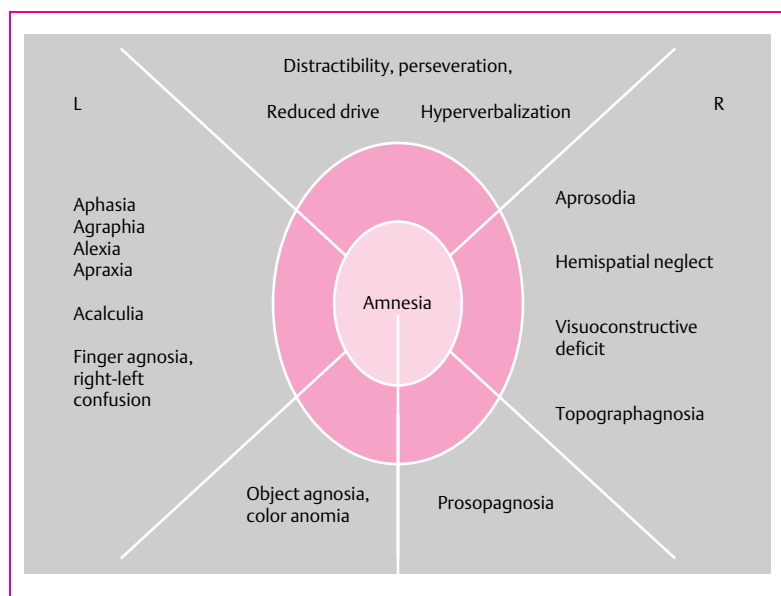 Distractibility, perseveration,
Reduced drive
Hyperverbalization
L
R
Aphasia
Agraphia
Alexia
Apraxia
Acalculia
Finger agnosia,
right-left
confusion
Amnesia
Aprosodia
Hemispatial neglect
Visuoconstructive
deficit
Topographagnosia
Object agnosia,
color anomia
Prosopagnosia